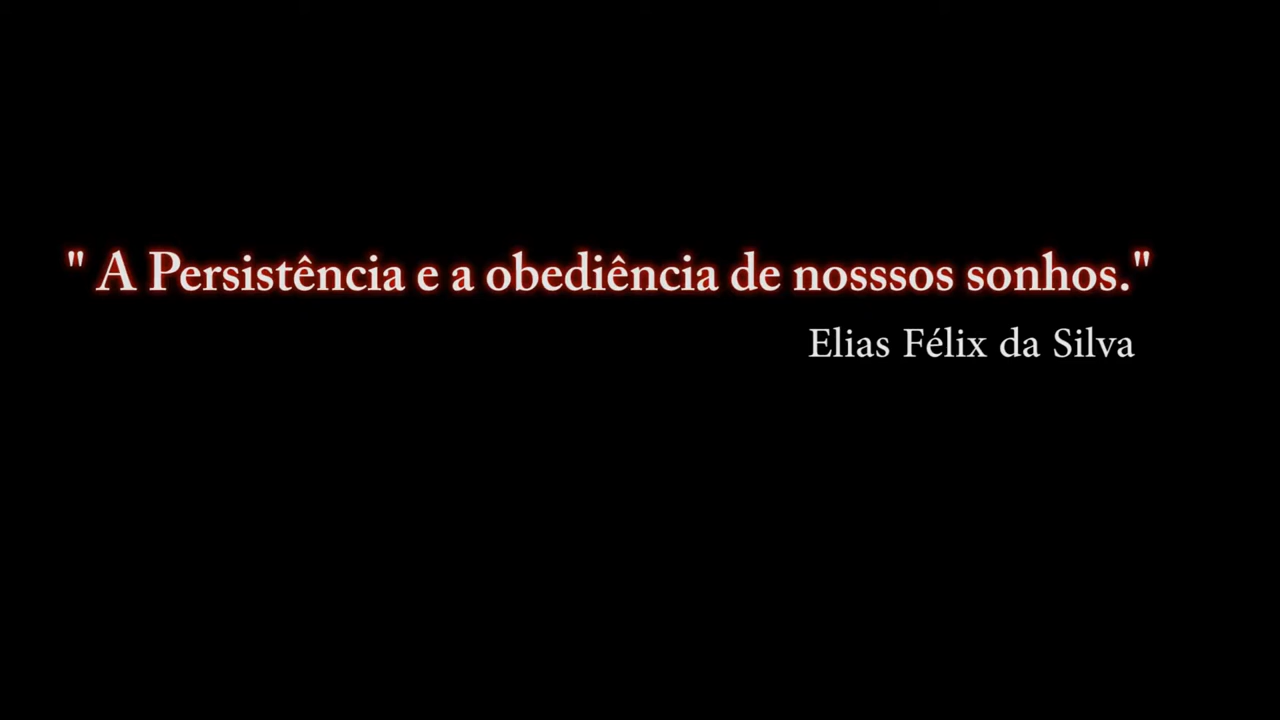 " A Persistência e a obediência de nosssos sonhos."
Elias Félix da Silva